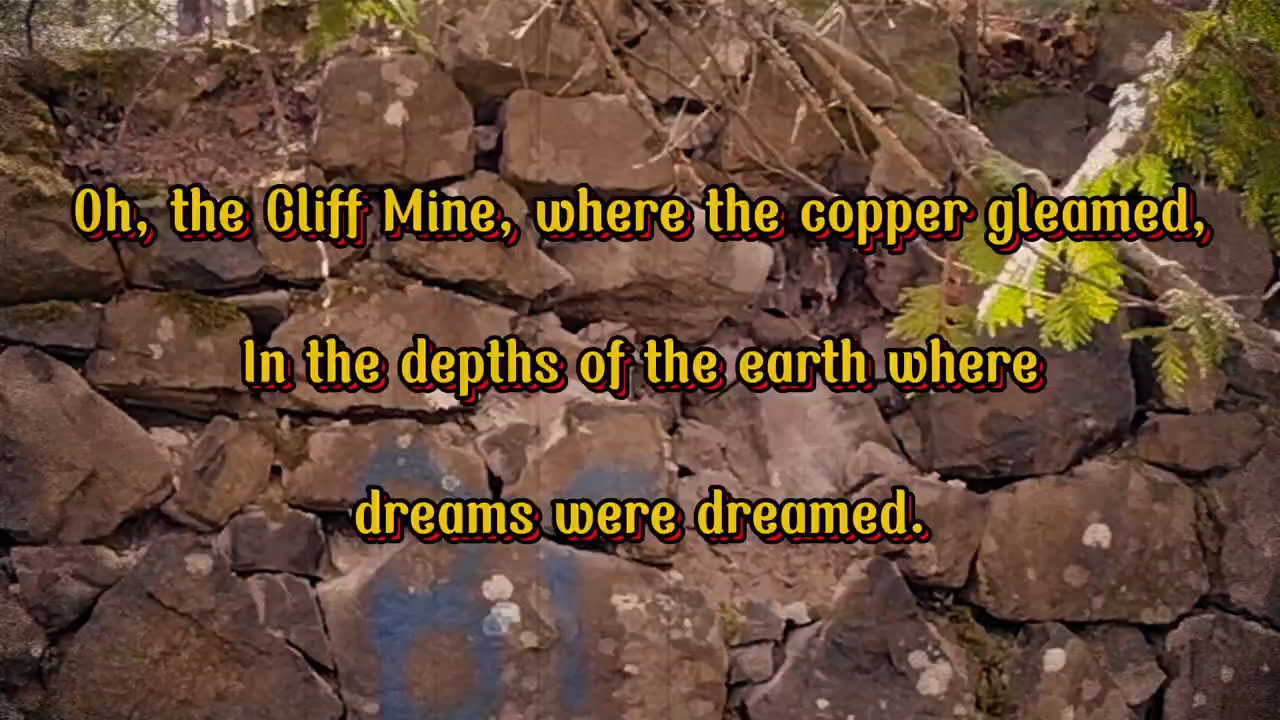 Oh, the Cliff Mine, where the copper gleamed,
In the depths of the earth where
dreams were dreamed.